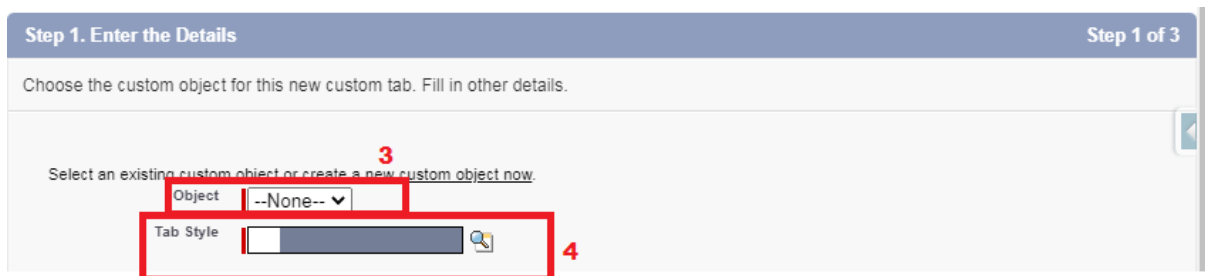 Step 1. Enter the Details Step 1 of 3
Choose the custom object for this new custom tab. Fill in other details.
3
Select an existing custom object or create a new custom object now.
Object --None--
Tab Style
4